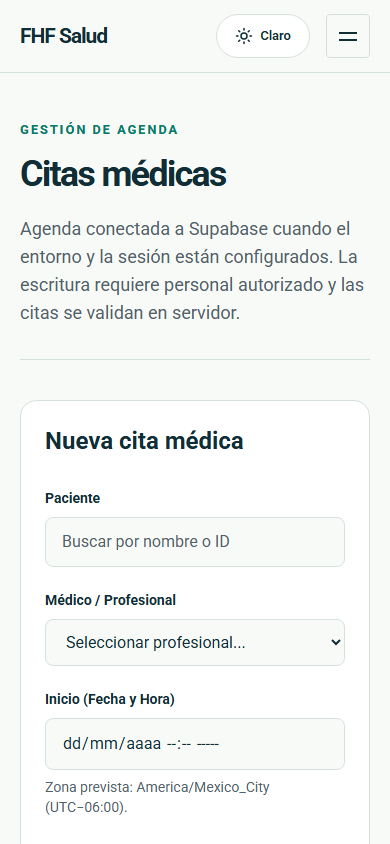 FHF Salud
Claro
GESTIÓN DE AGENDA
Citas médicas
Agenda conectada a Supabase cuando el
entorno y la sesión están configurados. La
escritura requiere personal autorizado y las
citas se validan en servidor.
Nueva cita médica
Paciente
Buscar por nombre o ID
Médico / Profesional
Seleccionar profesional...
Inicio (Fecha y Hora)
dd/mm/aaaa --:-- -----
Zona prevista: America/Mexico_City
(UTC−06:00).